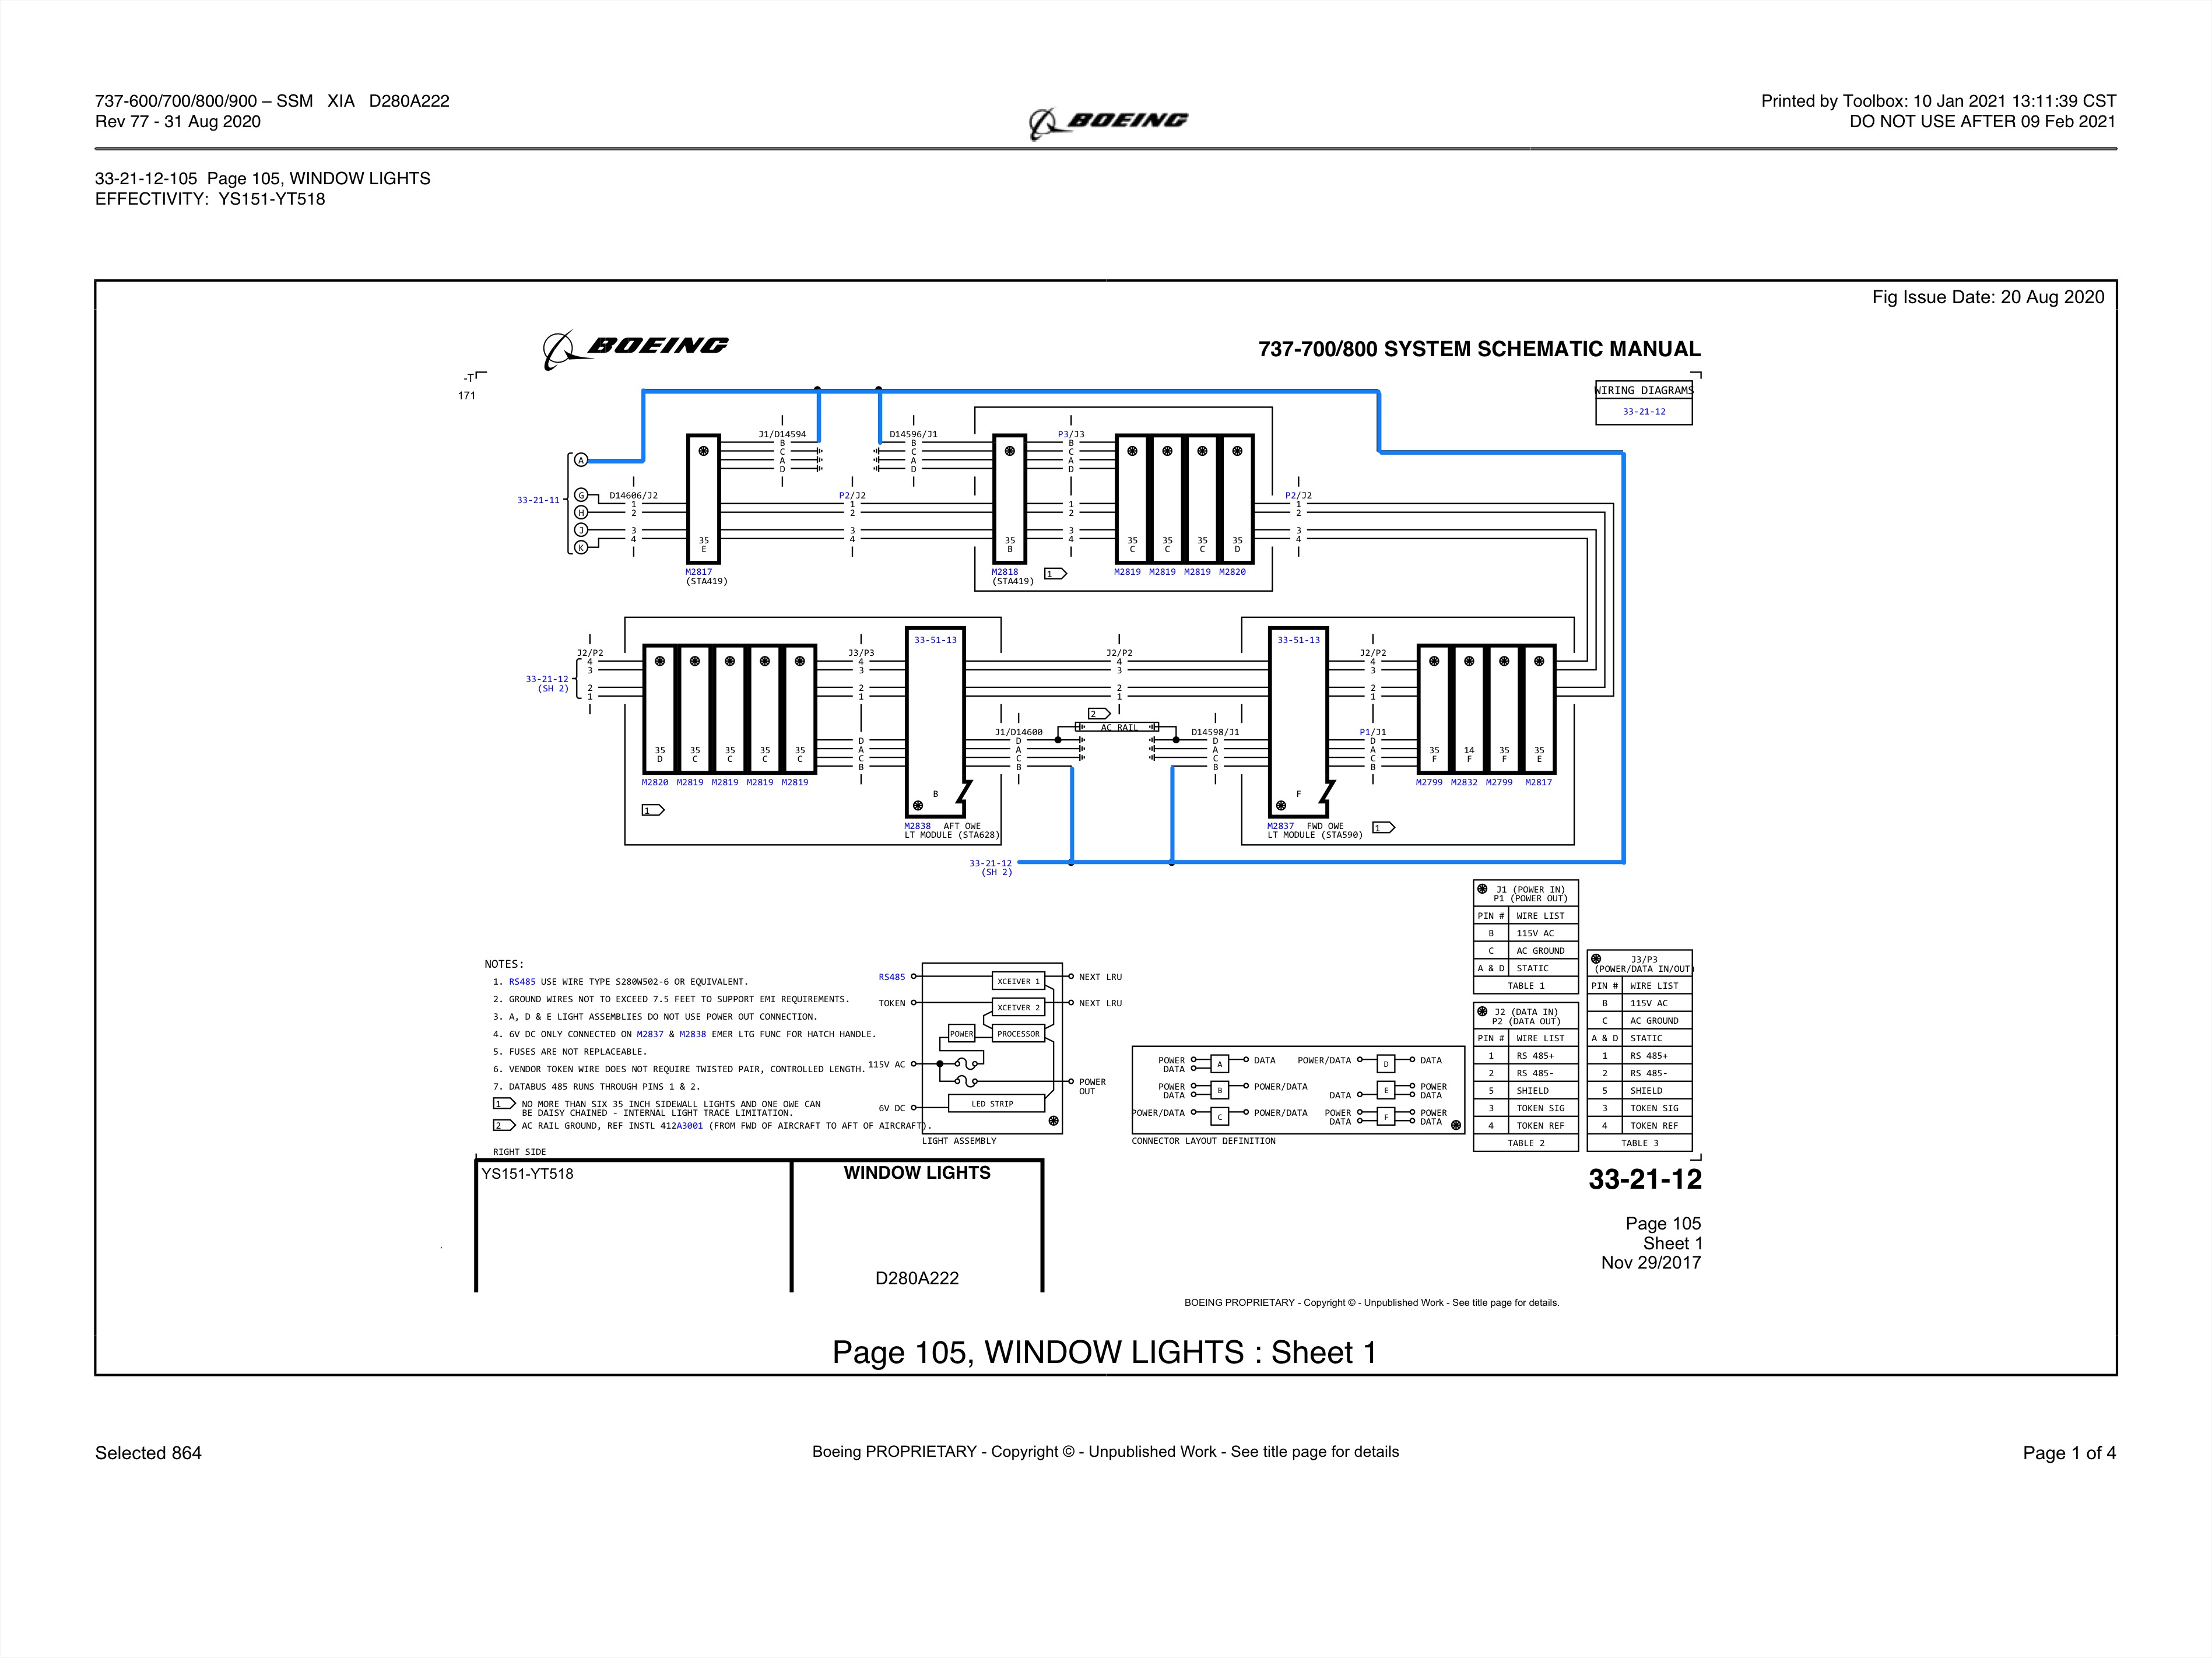 737-600/700/800/900 – SSM   XIA   D280A222
Rev 77 - 31 Aug 2020
BOEING
Printed by Toolbox: 10 Jan 2021 13:11:39 CST
DO NOT USE AFTER 09 Feb 2021
33-21-12-105  Page 105, WINDOW LIGHTS
EFFECTIVITY:  YS151-YT518
Fig Issue Date: 20 Aug 2020
BOEING
737-700/800 SYSTEM SCHEMATIC MANUAL
-T
171
WIRING DIAGRAMS
33-21-12
J1/D14594
B
C
A
D
D14596/J1
B
C
A
D
P3/J3
B
C
A
D
A
33-21-11
G
H
J
K
D14606/J2
1
2
3
4
P2/J2
1
2
3
4
1
2
3
4
P2/J2
1
2
3
4
35
E
35
B
35
C
35
C
35
C
35
D
M2817
(STA419)
M2818
(STA419)
1
M2819 M2819 M2819 M2820
33-51-13
33-51-13
J2/P2
4
3
2
1
33-21-12
(SH 2)
J3/P3
4
3
2
1
D
A
C
B
J2/P2
4
3
2
1
J2/P2
4
3
2
1
2
AC RAIL
J1/D14600
D
A
C
B
D14598/J1
D
A
C
B
P1/J1
D
A
C
B
35
D
35
C
35
C
35
C
35
C
35
F
14
F
35
F
35
E
M2820 M2819 M2819 M2819 M2819
M2799 M2832 M2799 M2817
1
B
F
M2838  AFT OWE
LT MODULE (STA628)
M2837  FWD OWE
LT MODULE (STA590)
1
33-21-12
(SH 2)
NOTES:
1. RS485 USE WIRE TYPE S280W502-6 OR EQUIVALENT.
2. GROUND WIRES NOT TO EXCEED 7.5 FEET TO SUPPORT EMI REQUIREMENTS.
3. A, D & E LIGHT ASSEMBLIES DO NOT USE POWER OUT CONNECTION.
4. 6V DC ONLY CONNECTED ON M2837 & M2838 EMER LTG FUNC FOR HATCH HANDLE.
5. FUSES ARE NOT REPLACEABLE.
6. VENDOR TOKEN WIRE DOES NOT REQUIRE TWISTED PAIR, CONTROLLED LENGTH.
7. DATABUS 485 RUNS THROUGH PINS 1 & 2.
1 NO MORE THAN SIX 35 INCH SIDEWALL LIGHTS AND ONE OWE CAN
BE DAISY CHAINED - INTERNAL LIGHT TRACE LIMITATION.
2 AC RAIL GROUND, REF INSTL 412A3001 (FROM FWD OF AIRCRAFT TO AFT OF AIRCRAFT).
RIGHT SIDE
RS485
XCEIVER 1
NEXT LRU
TOKEN
XCEIVER 2
NEXT LRU
POWER
PROCESSOR
115V AC
POWER
OUT
6V DC
LED STRIP
LIGHT ASSEMBLY
POWER
DATA
A
DATA
POWER/DATA
D
DATA
POWER
DATA
B
POWER/DATA
DATA
E
POWER
DATA
POWER/DATA
C
POWER/DATA
POWER
DATA
F
POWER
DATA
CONNECTOR LAYOUT DEFINITION
J1 (POWER IN)
P1 (POWER OUT)
PIN # WIRE LIST
B 115V AC
C AC GROUND
A & D STATIC
TABLE 1
J2 (DATA IN)
P2 (DATA OUT)
PIN # WIRE LIST
1 RS 485+
2 RS 485-
5 SHIELD
3 TOKEN SIG
4 TOKEN REF
TABLE 2
J3/P3
(POWER/DATA IN/OUT)
PIN # WIRE LIST
B 115V AC
C AC GROUND
A & D STATIC
1 RS 485+
2 RS 485-
5 SHIELD
3 TOKEN SIG
4 TOKEN REF
TABLE 3
YS151-YT518
WINDOW LIGHTS
D280A222
33-21-12
Page 105
Sheet 1
Nov 29/2017
BOEING PROPRIETARY - Copyright © - Unpublished Work - See title page for details.
Page 105, WINDOW LIGHTS : Sheet 1
Selected 864
Boeing PROPRIETARY - Copyright © - Unpublished Work - See title page for details
Page 1 of 4